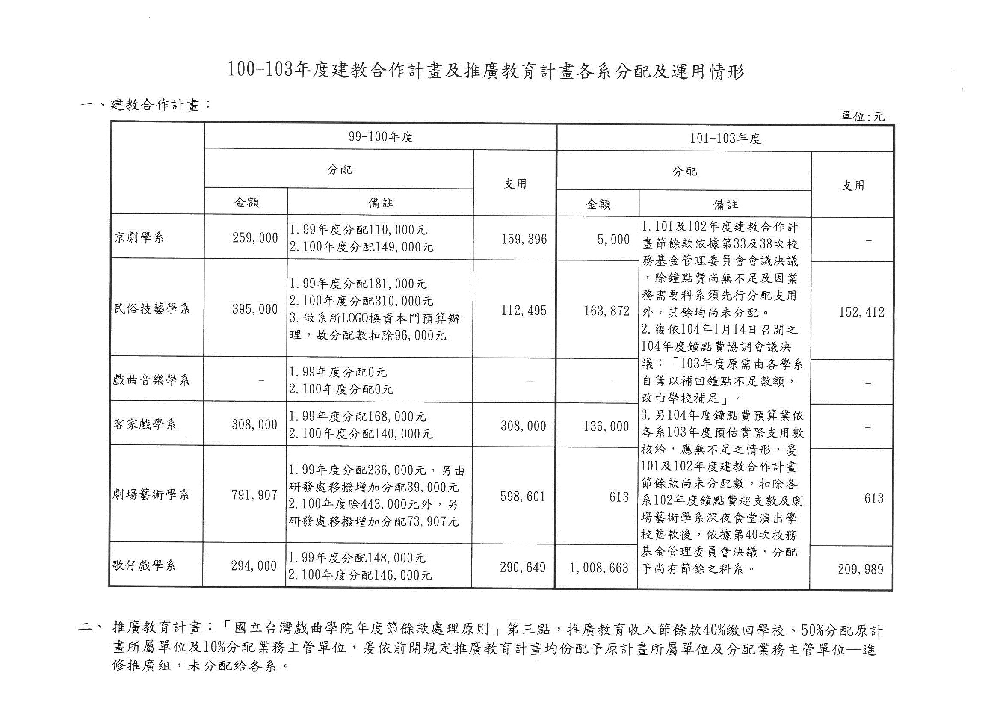 100-103年度建教合作計畫及推廣教育計畫各系分配及運用情形
一、建教合作計畫：
單位:元
99-100年度
101-103年度
分配
支用
分配
支用
金額
備註
金額
備註
京劇學系
259,000
1.99年度分配110,000元
2.100年度分配149,000元
159,396
5,000
-
民俗技藝學系
395,000
1.99年度分配181,000元
2.100年度分配310,000元
3.做系所LOGO換資本門預算辦
理，故分配數扣除96,000元
112,495
163,872
152,412
戲曲音樂學系
-
1.99年度分配0元
2.100年度分配0元
-
-
-
客家戲學系
308,000
1.99年度分配168,000元
2.100年度分配140,000元
308,000
136,000
-
劇場藝術學系
791,907
1.99年度分配236,000元，另由
研發處移撥增加分配39,000元
2.100年度除443,000元外，另
研發處移撥增加分配73,907元
598,601
613
613
歌仔戲學系
294,000
1.99年度分配148,000元
2.100年度分配146,000元
290,649
1,008,663
209,989
1.101及102年度建教合作計
畫節餘款依據第33及38次校
務基金管理委員會會議決議
，除鐘點費尚無不足及因業
務需要科系須先行分配支用
外，其餘均尚未分配。
2.復依104年1月14日召開之
104年度鐘點費協調會議決
議：「103年度原需由各學系
自籌以補回鐘點不足數額，
改由學校補足」。
3.另104年度鐘點費預算業依
各系103年度預估實際支用數
核給，應無不足之情形，爰
101及102年度建教合作計畫
節餘款尚未分配數，扣除各
系102年度鐘點費超支數及劇
場藝術學系深夜食堂演出學
校墊款後，依據第40次校務
基金管理委員會決議，分配
予尚有節餘之科系。
二、 推廣教育計畫：「國立台灣戲曲學院年度節餘款處理原則」第三點，推廣教育收入節餘款40%繳回學校、50%分配原計
畫所屬單位及10%分配業務主管單位，爰依前開規定推廣教育計畫均份配予原計畫所屬單位及分配業務主管單位—進
修推廣組，未分配給各系。